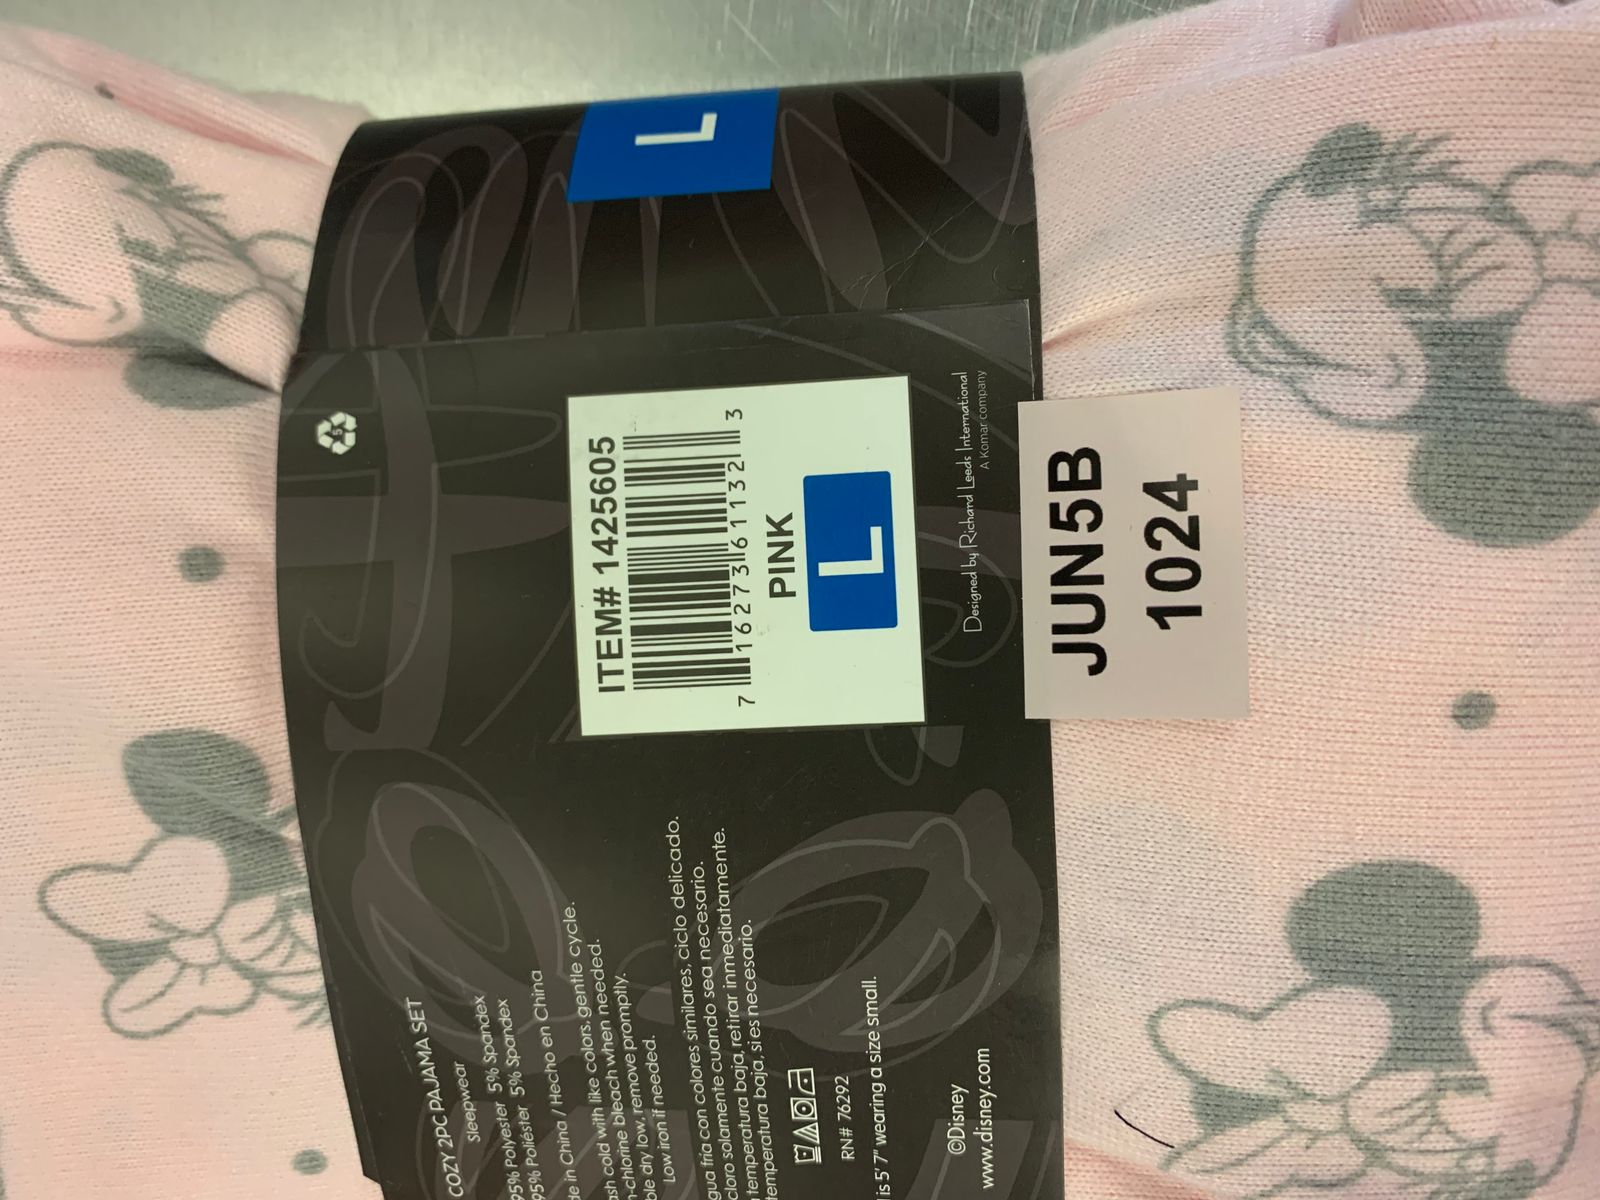 L
ITEM# 1425605
7 16273 61132 3
PINK
L
Designed by Richard Leeds International
A Komar company
JUN5B
1024
COZY 2PC PAJAMA SET
Sleepwear
95% Polyester 5% Spandex
95% Poliéster 5% Spandex
in China / Hecho en China
cold with like colors, gentle cycle.
chlorine bleach when needed.
dry low, remove promptly.
Low iron if needed.
fria con colores similares, ciclo delicado.
cloro solamente cuando sea necesario.
temperatura baja, retirar inmediatamente.
temperatura baja, si es necesario.
RN# 76292
is 5' 7" wearing a size small.
©Disney
www.disney.com
5